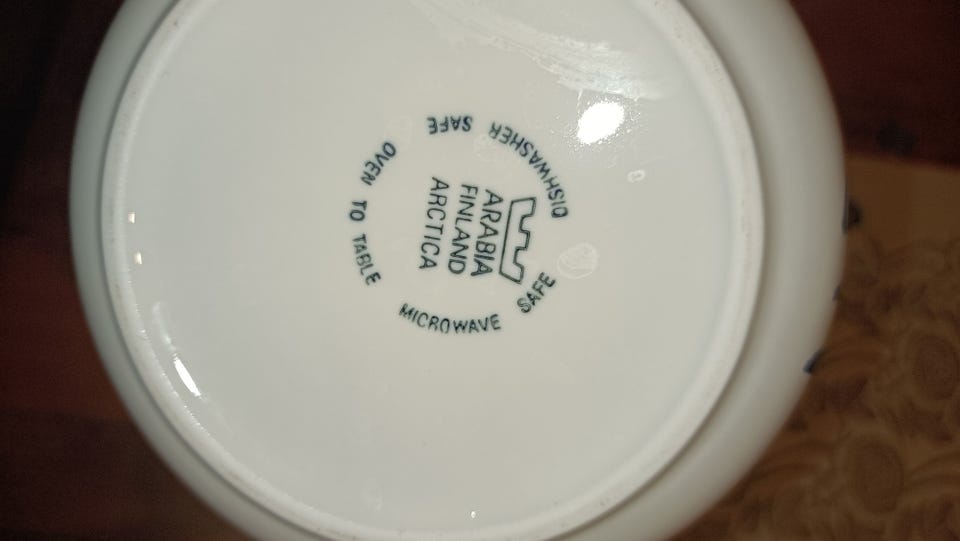 ARABIA
FINLAND
ARCTICA
DISHWASHER SAFE
MICROWAVE SAFE
OVEN TO TABLE